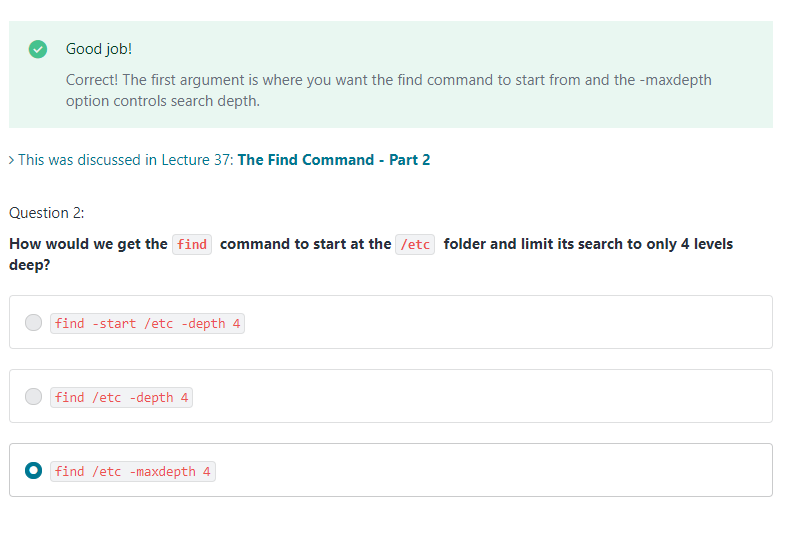 Good job!
Correct! The first argument is where you want the find command to start from and the -maxdepth
option controls search depth.
> This was discussed in Lecture 37: The Find Command - Part 2
Question 2:
How would we get the find command to start at the /etc folder and limit its search to only 4 levels
deep?
find -start /etc -depth 4
find /etc -depth 4
find /etc -maxdepth 4